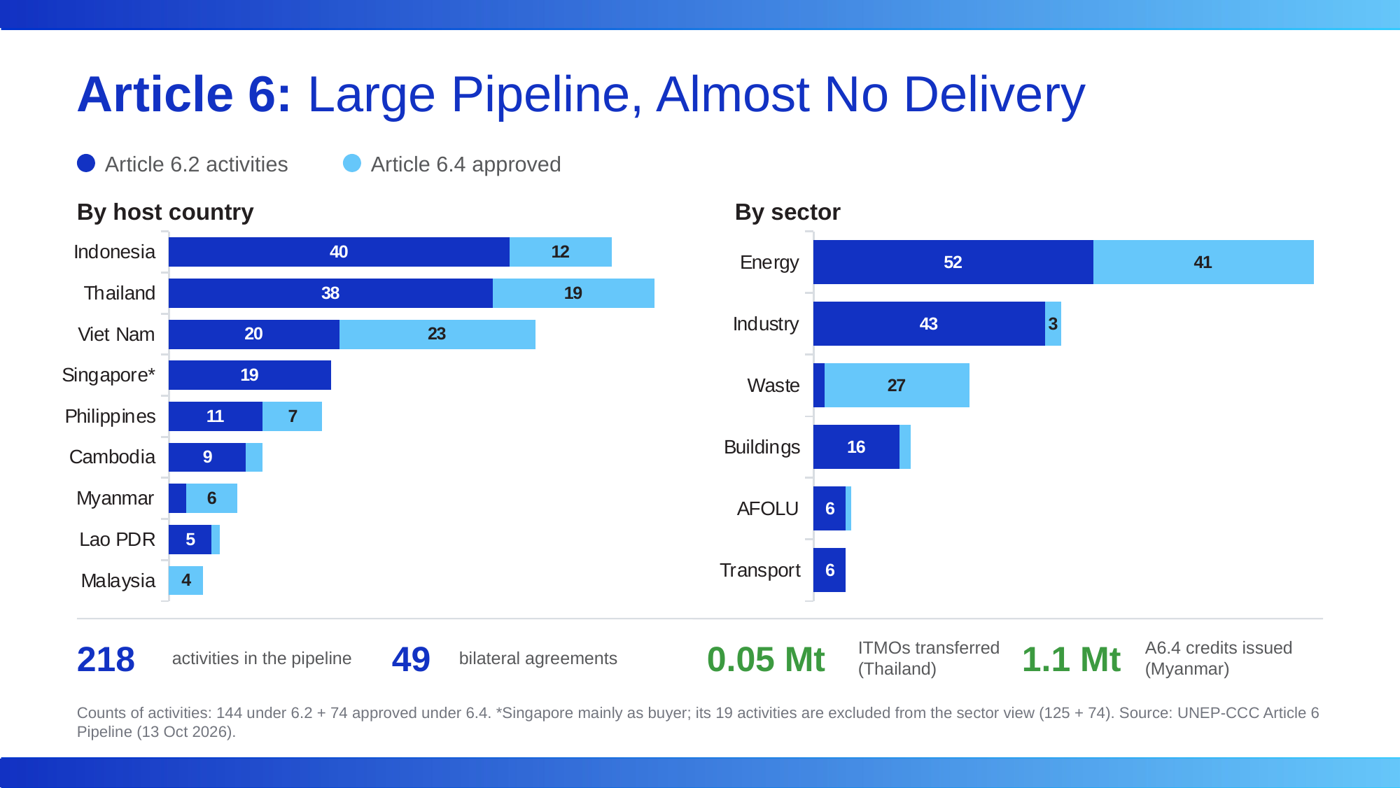 Article 6: Large Pipeline, Almost No Delivery
Article 6.2 activities
Article 6.4 approved
By host country
Indonesia 40 12
Thailand 38 19
Viet Nam 20 23
Singapore* 19
Philippines 11 7
Cambodia 9
Myanmar 6
Lao PDR 5
Malaysia 4
By sector
Energy 52 41
Industry 43 3
Waste 27
Buildings 16
AFOLU 6
Transport 6
218 activities in the pipeline
49 bilateral agreements
0.05 Mt ITMOs transferred
(Thailand)
1.1 Mt A6.4 credits issued
(Myanmar)
Counts of activities: 144 under 6.2 + 74 approved under 6.4. *Singapore mainly as buyer; its 19 activities are excluded from the sector view (125 + 74). Source: UNEP-CCC Article 6
Pipeline (13 Oct 2026).